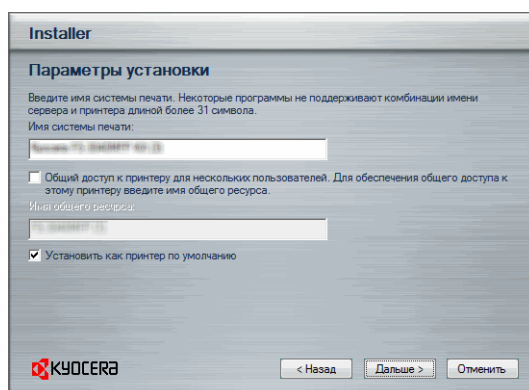 Installer
Параметры установки
Введите имя системы печати. Некоторые программы не поддерживают комбинации имени
сервера и принтера длиной более 31 символа.
Имя системы печати:
Общий доступ к принтеру для нескольких пользователей. Для обеспечения общего доступа к
этому принтеру введите имя общего ресурса.
Имя общего ресурса:
Установить как принтер по умолчанию
KYOCERA
< Назад
Дальше >
Отменить